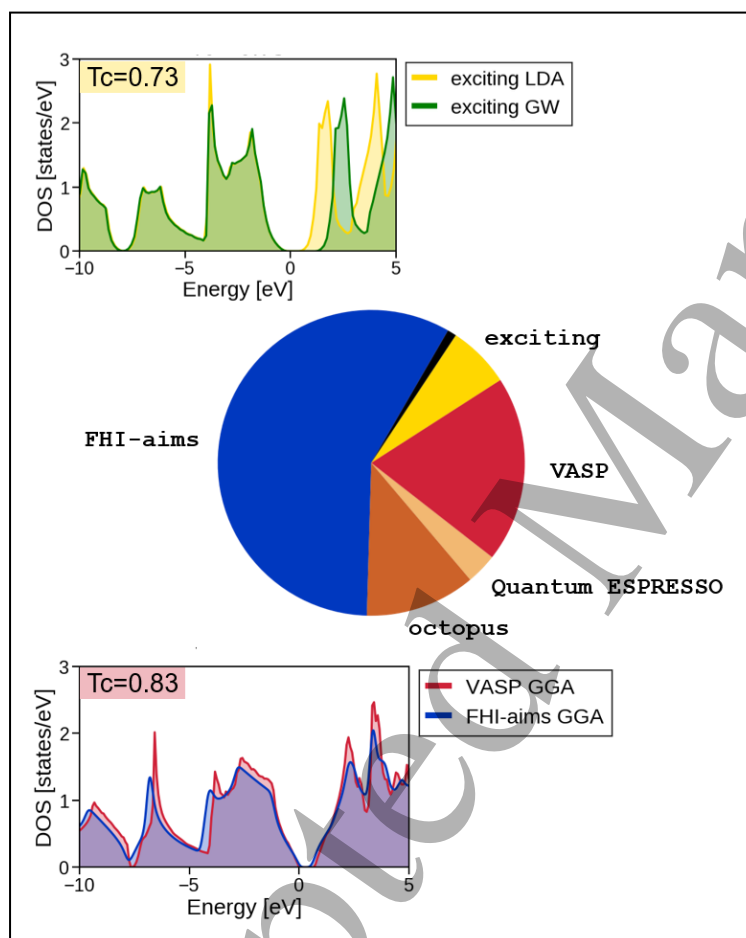 3
Tc=0.73
exciting LDA
exciting GW
2
1
0
DOS [states/eV]
−10
−5
0
5
Energy [eV]
exciting
FHI-aims
VASP
Quantum ESPRESSO
octopus
3
Tc=0.83
VASP GGA
FHI-aims GGA
2
1
0
DOS [states/eV]
−10
−5
0
5
Energy [eV]
pted Mar